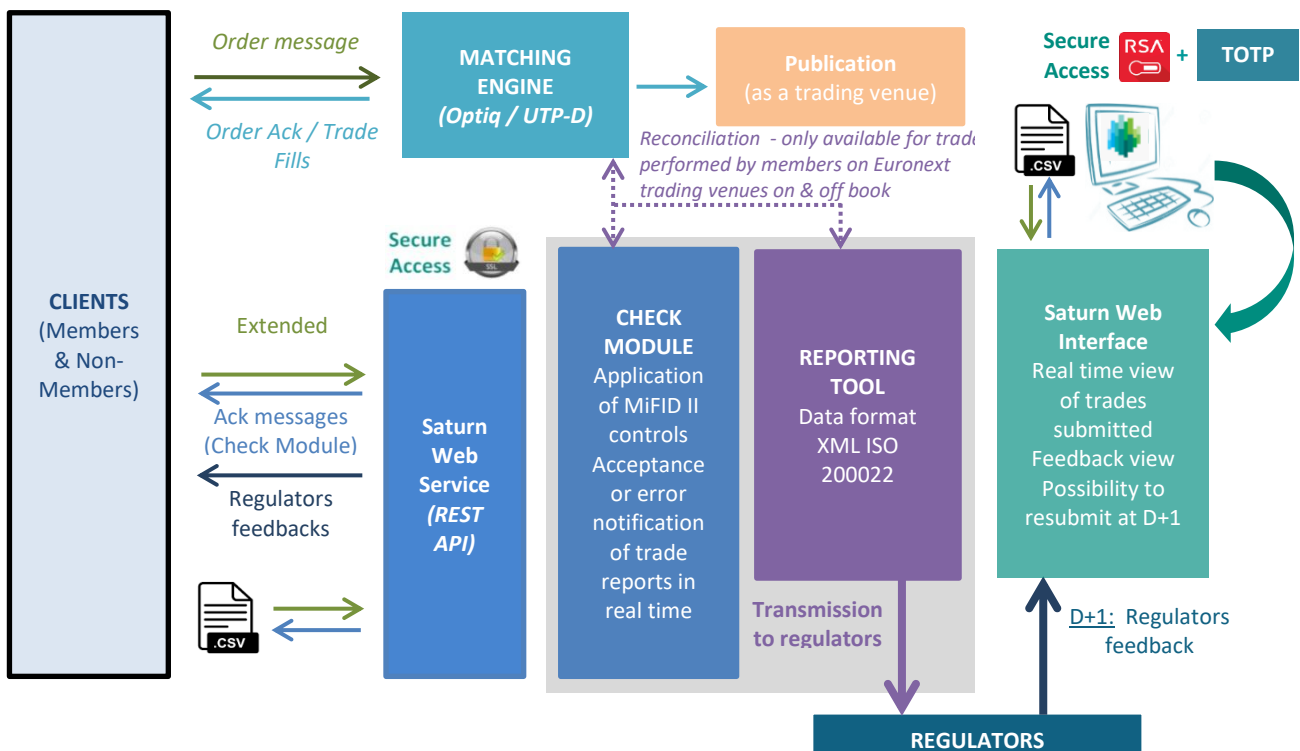 Order message
Order Ack / Trade
Fills
MATCHING
ENGINE
(Optiq / UTP-D)
Publication
(as a trading venue)
Secure
Access
RSA
+
TOTP
.CSV
Reconciliation - only available for trade
performed by members on Euronext
trading venues on & off book
Secure
Access
SSL
CLIENTS
(Members
& Non-
Members)
Extended
Ack messages
(Check Module)
Regulators
feedbacks
.CSV
Saturn
Web
Service
(REST
API)
CHECK
MODULE
Application
of MiFID II
controls
Acceptance
or error
notification
of trade
reports in
real time
REPORTING
TOOL
Data format
XML ISO
200022
Transmission
to regulators
Saturn Web
Interface
Real time view
of trades
submitted
Feedback view
Possibility to
resubmit at D+1
D+1: Regulators
feedback
REGULATORS